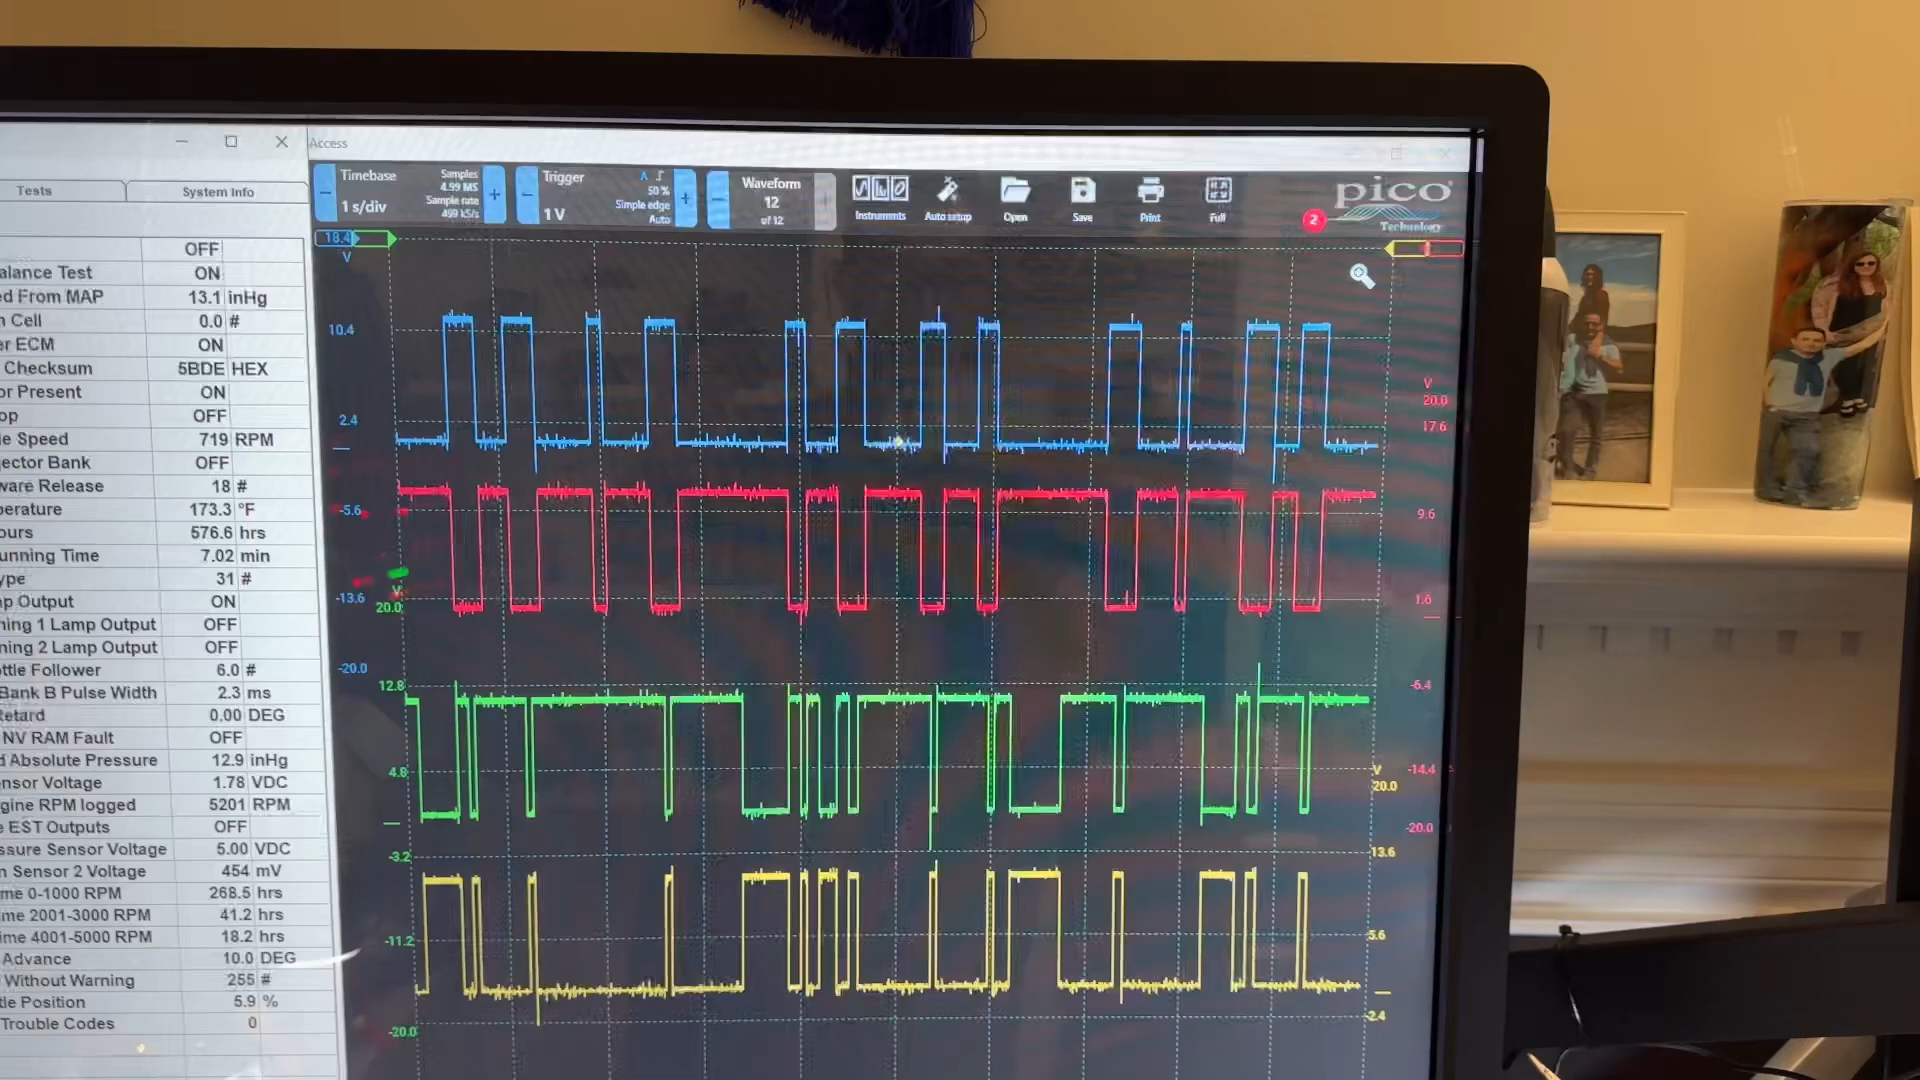 Access
Tests
System Info
OFF
alance Test ON
ed From MAP 13.1 inHg
n Cell 0.0 #
er ECM ON
Checksum 5BDE HEX
or Present ON
op OFF
le Speed 719 RPM
jector Bank OFF
ware Release 18 #
perature 173.3 °F
ours 576.6 hrs
unning Time 7.02 min
ype 31 #
p Output ON
ning 1 Lamp Output OFF
ning 2 Lamp Output OFF
ttle Follower 6.0 #
Bank B Pulse Width 2.3 ms
Retard 0.00 DEG
NV RAM Fault OFF
d Absolute Pressure 12.9 inHg
ensor Voltage 1.78 VDC
gine RPM logged 5201 RPM
e EST Outputs OFF
ssure Sensor Voltage 5.00 VDC
n Sensor 2 Voltage 454 mV
me 0-1000 RPM 268.5 hrs
me 2001-3000 RPM 41.2 hrs
ime 4001-5000 RPM 18.2 hrs
Advance 10.0 DEG
Without Warning 255 #
tle Position 5.9 %
Trouble Codes 0
Timebase
1 s/div
Samples
4.99 MS
Sample rate
499 kS/s
Trigger
1 V
A
50 %
Simple edge
Auto
Waveform
12
of 12
Instruments
Auto setup
Open
Save
Print
Full
2
pico
Technology
18.4
V
10.4
2.4
-5.6
-13.6
-20.0
V
20.0
12.8
4.8
-3.2
-11.2
-20.0
V
20.0
17.6
9.6
1.6
-6.4
-14.4
-20.0
V
20.0
13.6
5.6
-2.4